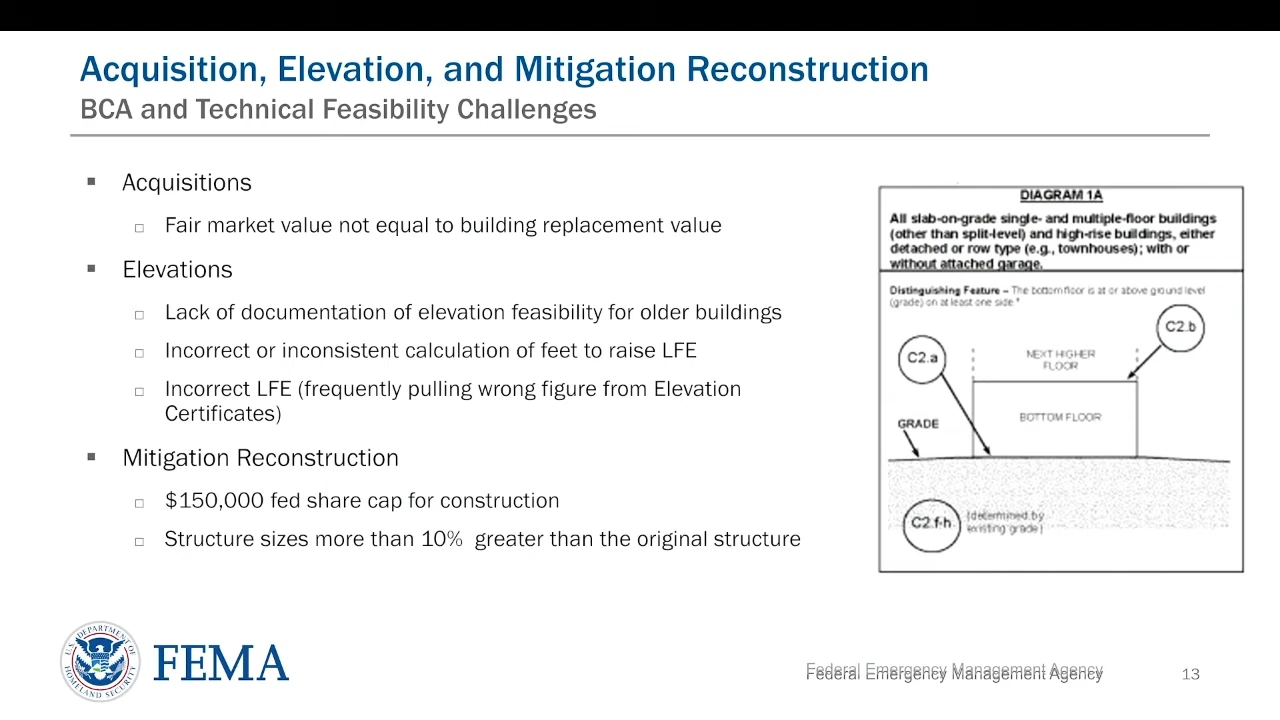 Acquisition, Elevation, and Mitigation Reconstruction
BCA and Technical Feasibility Challenges
Acquisitions
Fair market value not equal to building replacement value
Elevations
Lack of documentation of elevation feasibility for older buildings
Incorrect or inconsistent calculation of feet to raise LFE
Incorrect LFE (frequently pulling wrong figure from Elevation
Certificates)
Mitigation Reconstruction
$150,000 fed share cap for construction
Structure sizes more than 10% greater than the original structure
DIAGRAM 1A
All slab-on-grade single- and multiple-floor buildings
(other than split-level) and high-rise buildings, either
detached or row type (e.g., townhouses); with or
without attached garage.
Distinguishing Feature – The bottom floor is at or above ground level
(grade) on at least one side.*
C2.b
C2.a
NEXT HIGHER
FLOOR
BOTTOM FLOOR
GRADE
C2.f-h
(determined by
existing grade)
U.S. DEPARTMENT OF
HOMELAND SECURITY
FEMA
Federal Emergency Management Agency
Federal Emergency Management Agency
13